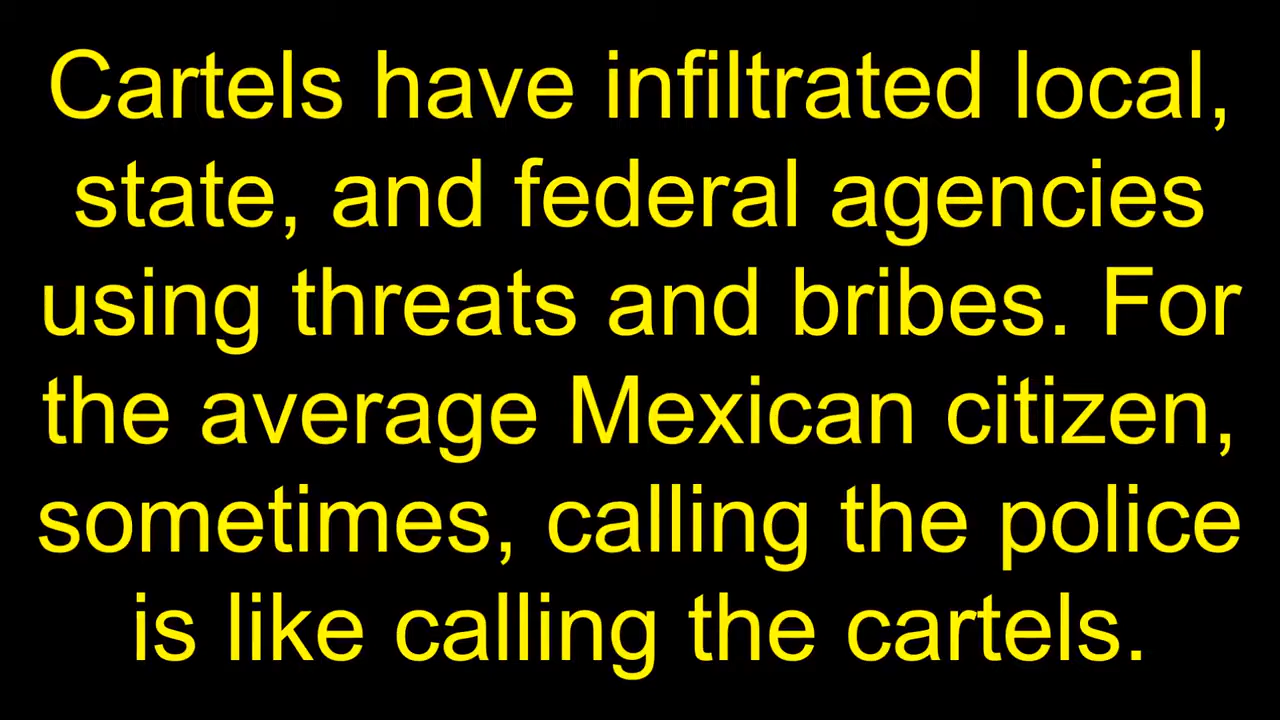 Cartels have infiltrated local,
state, and federal agencies
using threats and bribes. For
the average Mexican citizen,
sometimes, calling the police
is like calling the cartels.